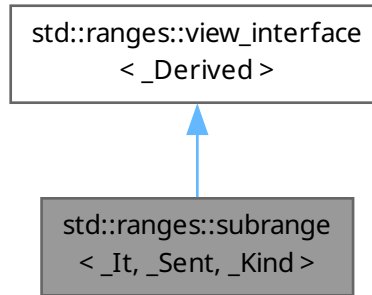 std::ranges::view_interface
< _Derived >
std::ranges::subrange
< _It, _Sent, _Kind >